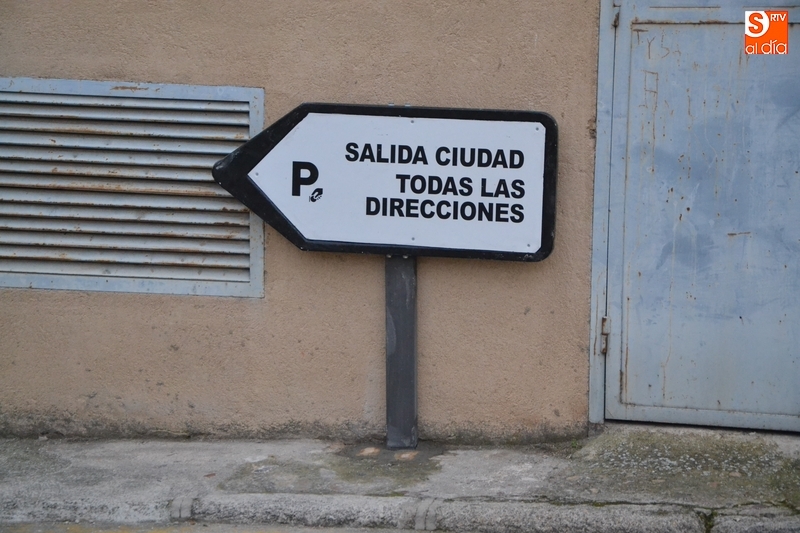 S RTV
al día
SALIDA CIUDAD
P TODAS LAS
DIRECCIONES